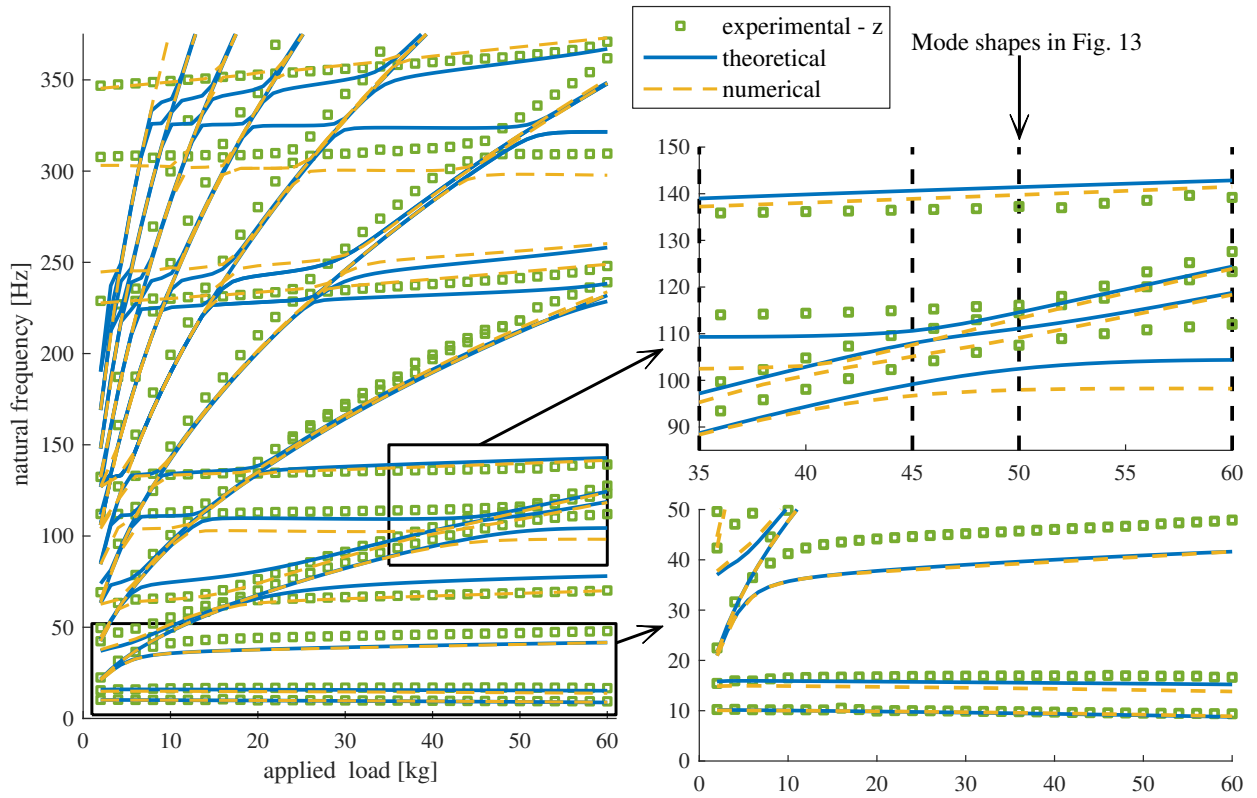 experimental - z
theoretical
numerical
Mode shapes in Fig. 13
natural frequency [Hz]
350
300
250
200
150
100
50
0
0 10 20 30 40 50 60
applied load [kg]
150
140
130
120
110
100
90
35 40 45 50 55 60
50
40
30
20
10
0
0 10 20 30 40 50 60